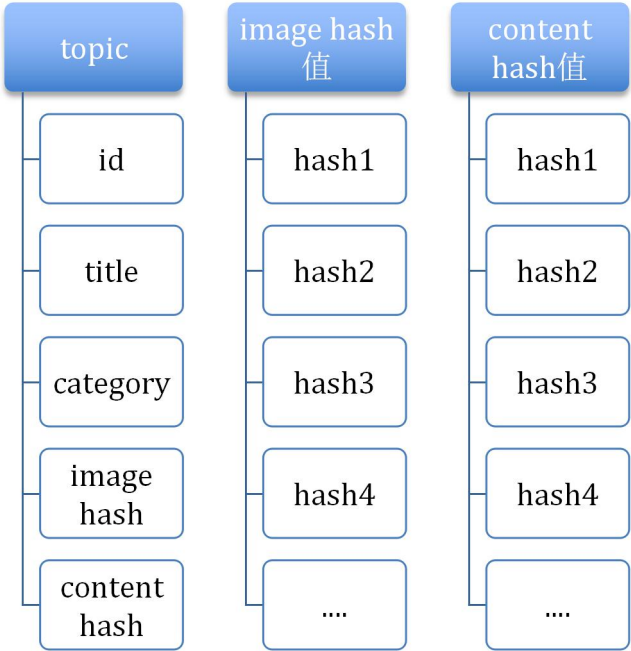 topic
id
title
category
image
hash
content
hash
image hash
值
hash1
hash2
hash3
hash4
....
content
hash值
hash1
hash2
hash3
hash4
....